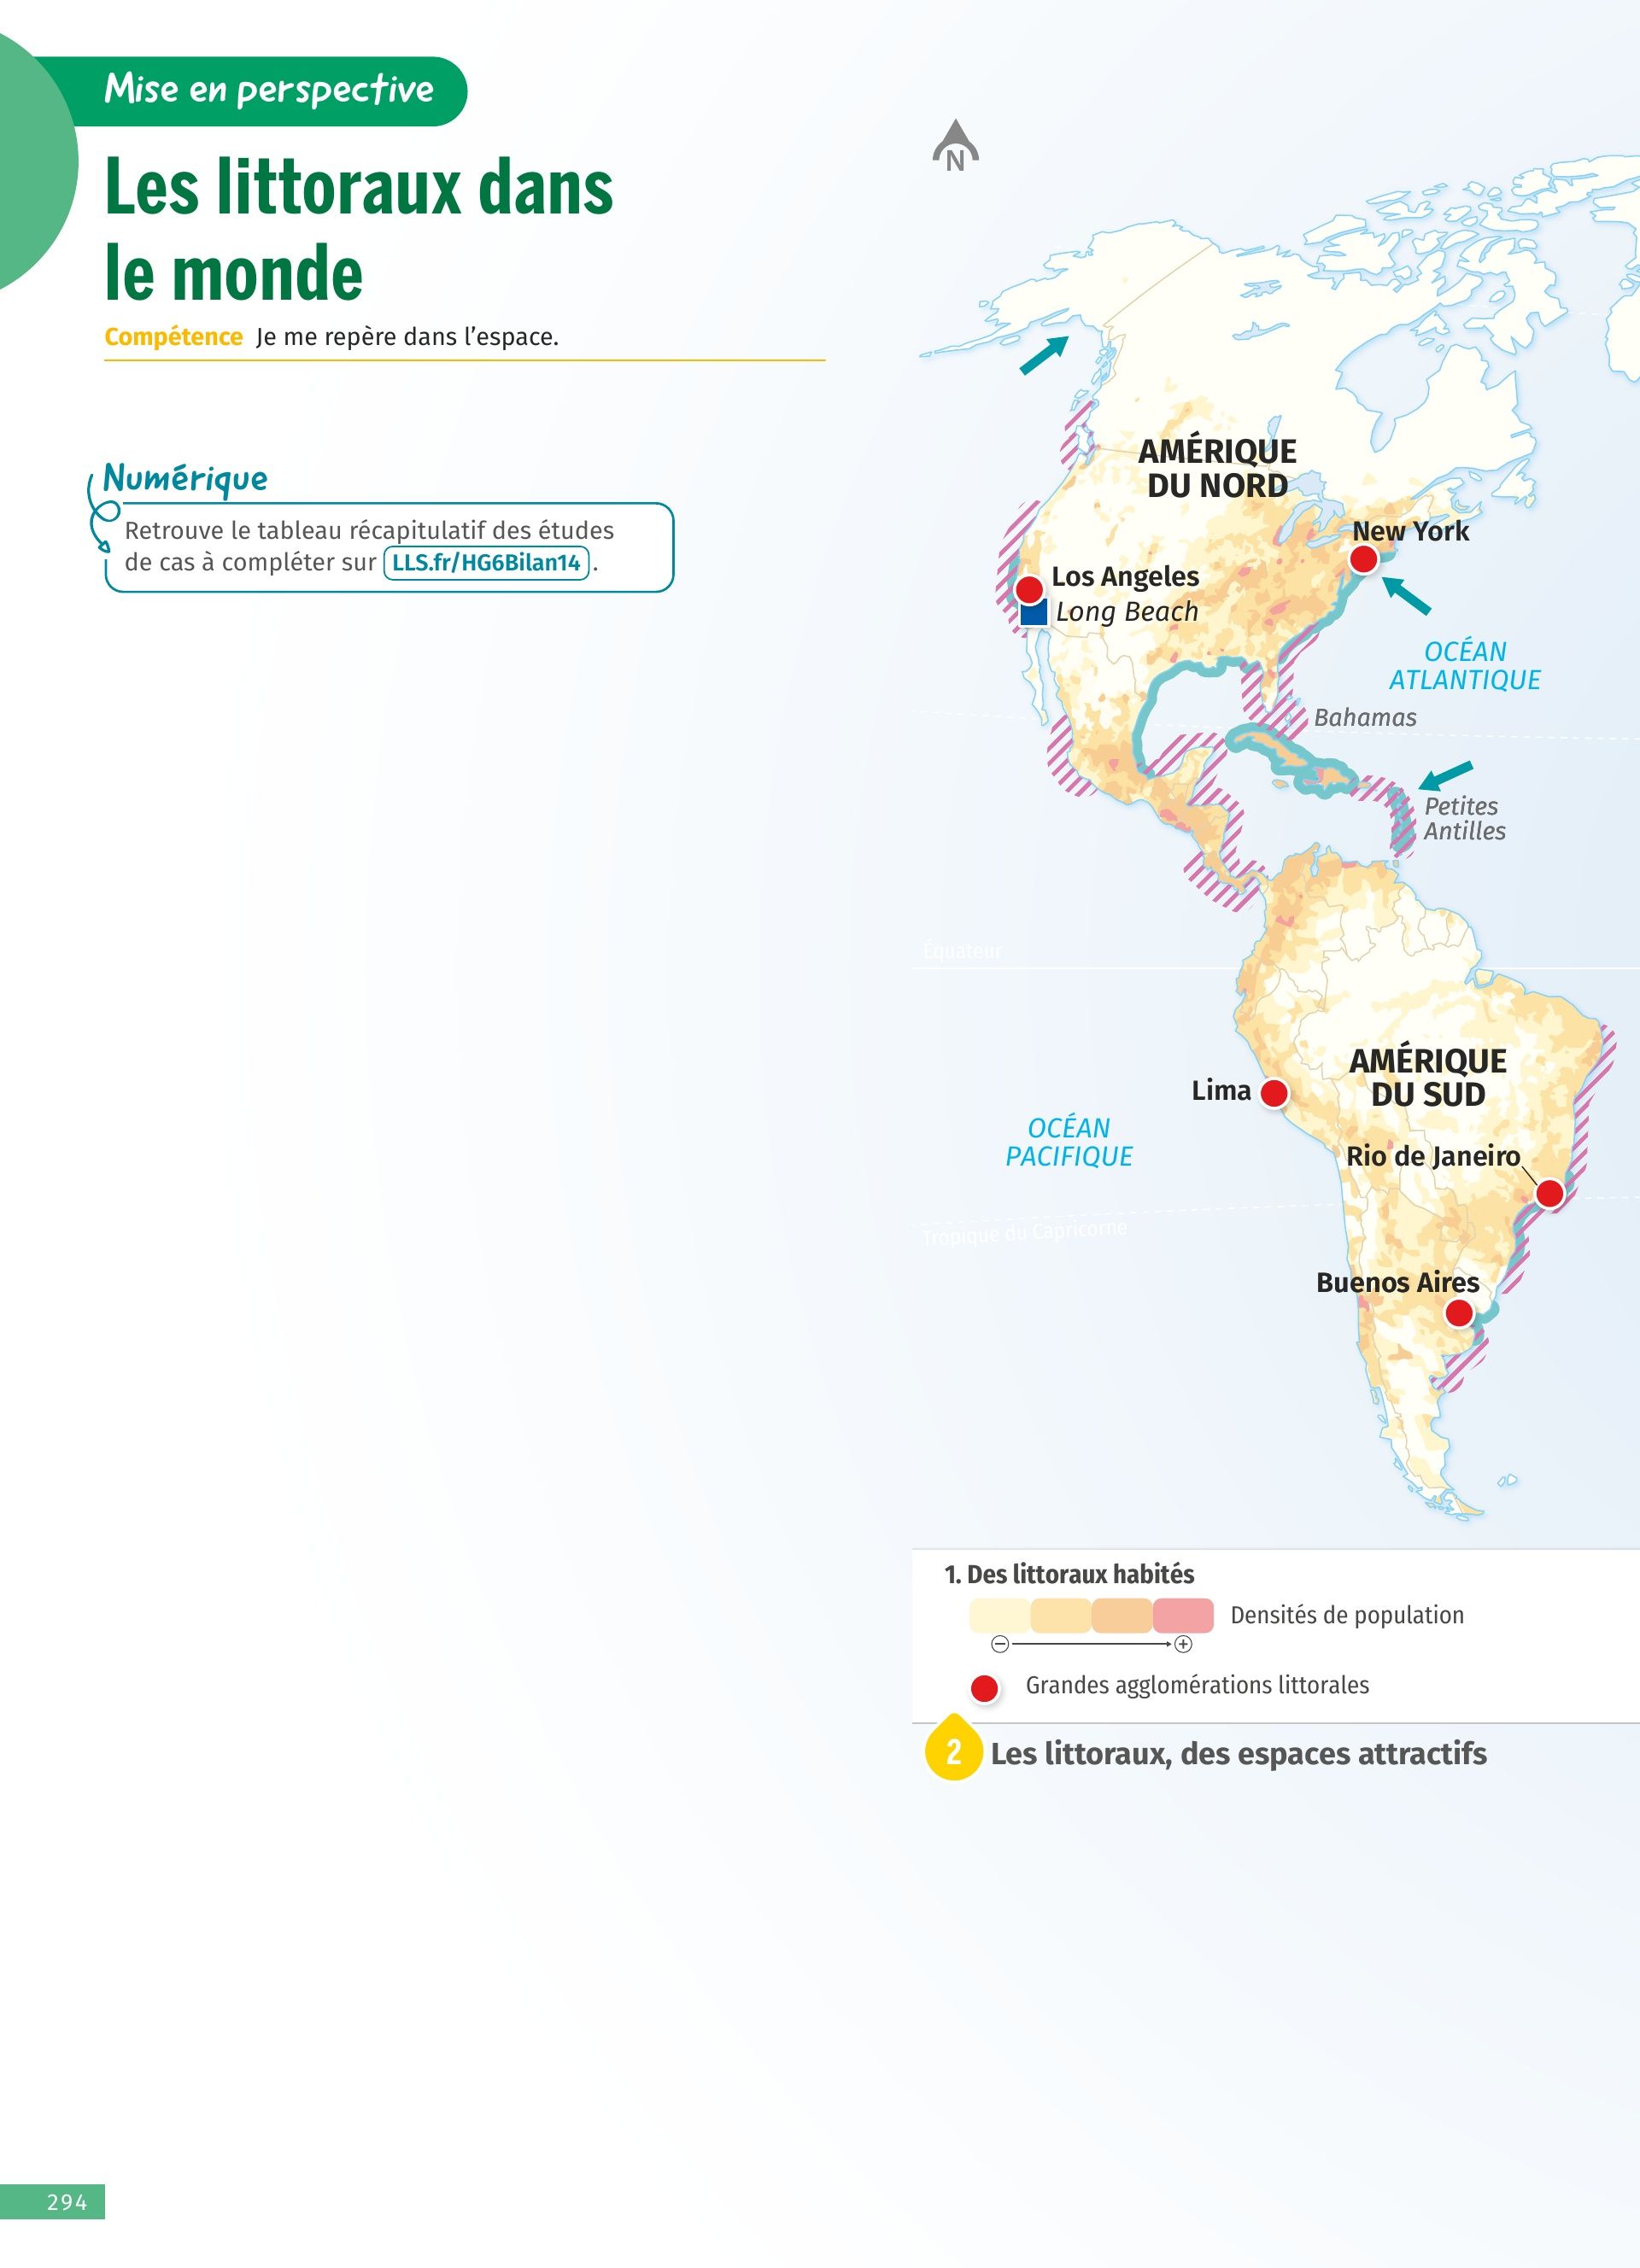 Mise en perspective
Les littoraux dans
le monde
Compétence Je me repère dans l'espace.
Numérique
Retrouve le tableau récapitulatif des études
de cas à compléter sur LLS.fr/HG6Bilan14 .
N
AMÉRIQUE
DU NORD
New York
Los Angeles
Long Beach
OCÉAN
ATLANTIQUE
Bahamas
Petites
Antilles
Équateur
AMÉRIQUE
DU SUD
Lima
OCÉAN
PACIFIQUE
Rio de Janeiro
Tropique du Capricorne
Buenos Aires
1. Des littoraux habités
Densités de population
− +
Grandes agglomérations littorales
2 Les littoraux, des espaces attractifs
294